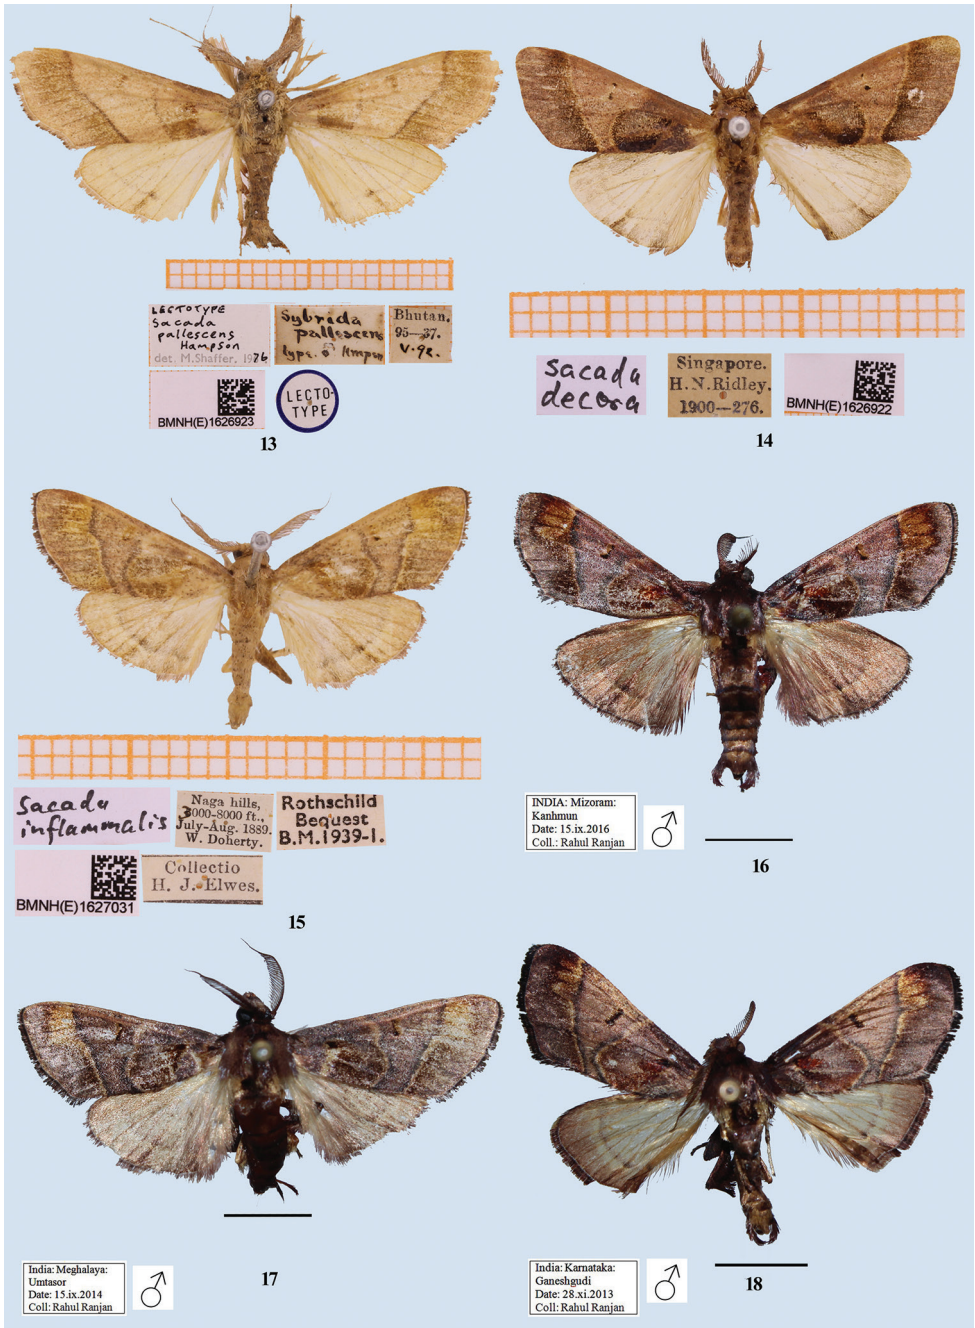 LECTOTYPE
Sacada
pallescens
Hampson
det. M.Shaffer, 1976
Sybrida
pallescens
type. ♂ Hmpsn
Bhutan.
95—37.
V.92.
BMNH(E)1626923
LECTO-
TYPE
13
sacada
decora
Singapore.
H.N.Ridley.
1900—276.
BMNH(E)1626922
14
sacada
inflammalis
Naga hills,
3000-8000 ft.,
July-Aug. 1889.
W. Doherty.
Rothschild
Bequest
B.M.1939-1.
BMNH(E)1627031
Collectio
H. J. Elwes.
15
INDIA: Mizoram:
Kanhmun
Date: 15.ix.2016
Coll.: Rahul Ranjan
♂
16
India: Meghalaya:
Umtasor
Date: 15.ix.2014
Coll: Rahul Ranjan
♂
17
India: Karnataka:
Ganeshgudi
Date: 28.xi.2013
Coll: Rahul Ranjan
♂
18